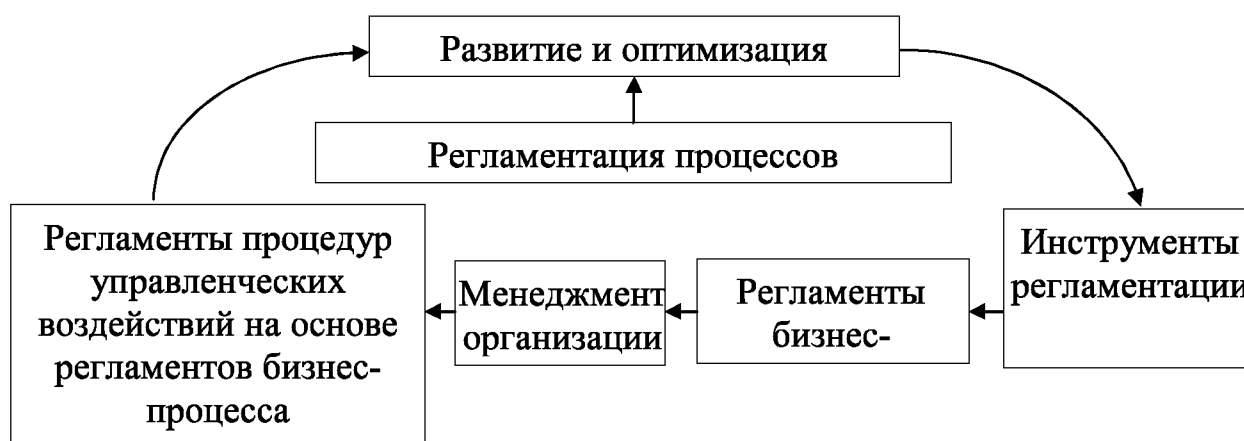 Развитие и оптимизация
Регламентация процессов
Регламенты процедур
управленческих
воздействий на основе
регламентов бизнес-
процесса
Менеджмент
организации
Регламенты
бизнес-
Инструменты
регламентации